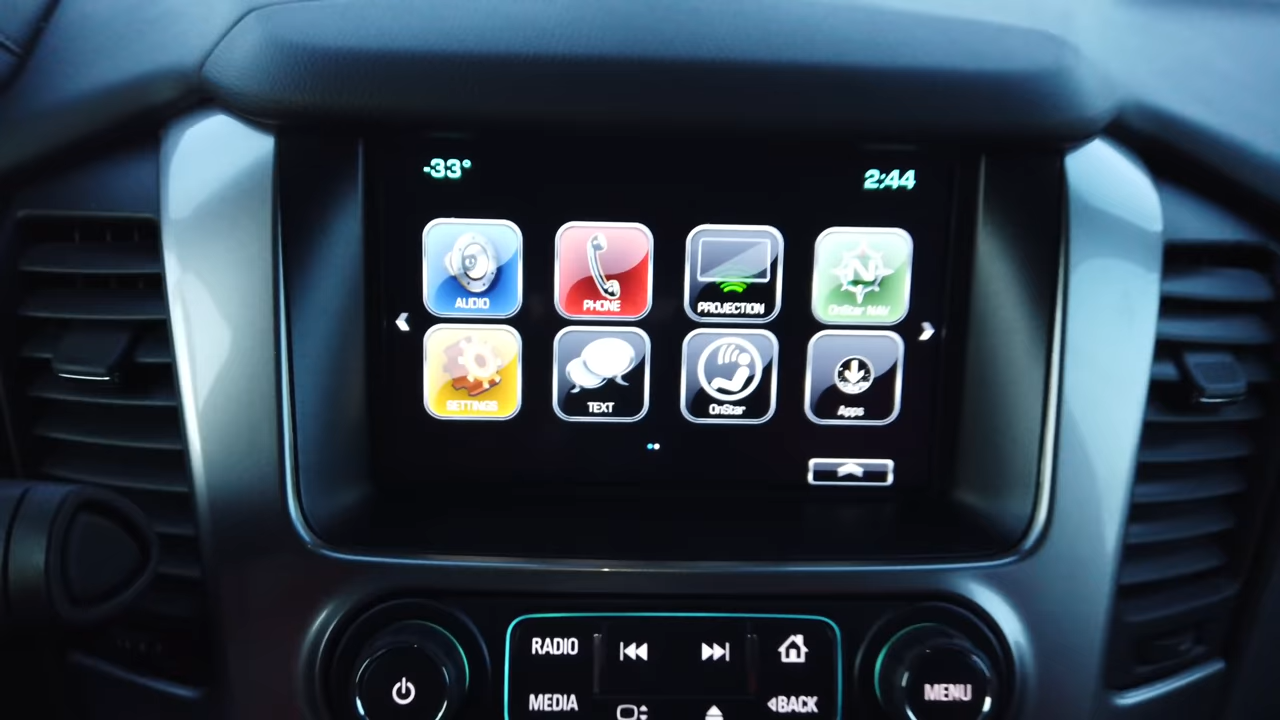 -33°
2:44
AUDIO
PHONE
PROJECTION
N
OnStar NAV
SETTINGS
TEXT
OnStar
Apps
RADIO
MEDIA
BACK
MENU